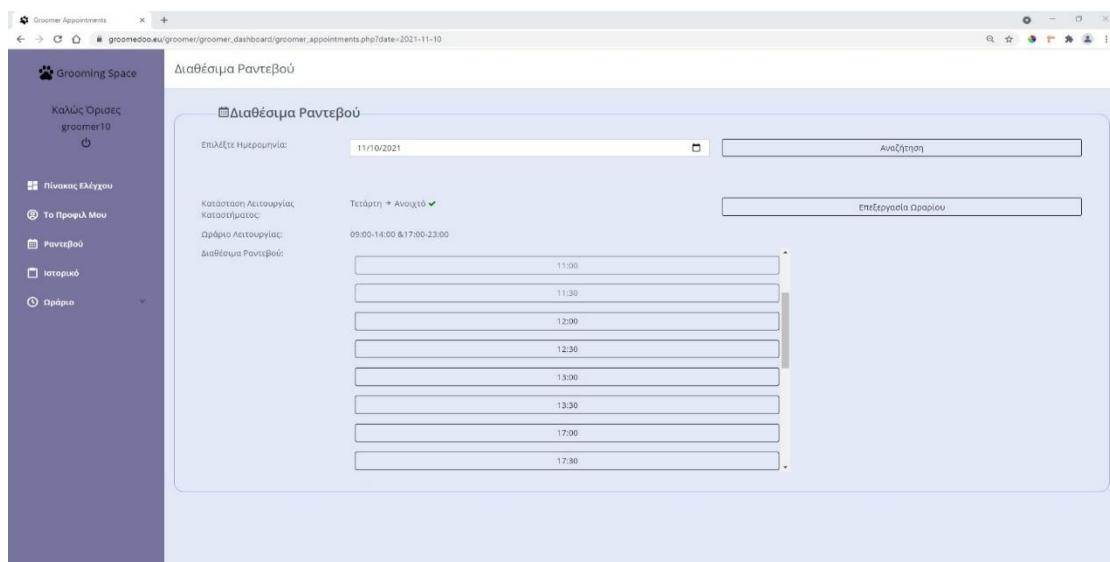 Groomer Appointments
groomedoo.eu/groomer/groomer_dashboard/groomer_appointments.php?date=2021-11-10
Grooming Space
Καλώς Όρισες
groomer10
Πίνακας Ελέγχου
Το Προφιλ Μου
Ραντεβού
Ιστορικό
Ωράριο
Διαθέσιμα Ραντεβού
Διαθέσιμα Ραντεβού
Επιλέξτε Ημερομηνία:
11/10/2021
Αναζήτηση
Κατάσταση Λειτουργίας
Καταστήματος:
Τετάρτη → Ανοιχτό ✔
Επεξεργασία Ωραρίου
Ωράριο Λειτουργίας:
09:00-14:00 &17:00-23:00
Διαθέσιμα Ραντεβού:
11:00
11:30
12:00
12:30
13:00
13:30
17:00
17:30